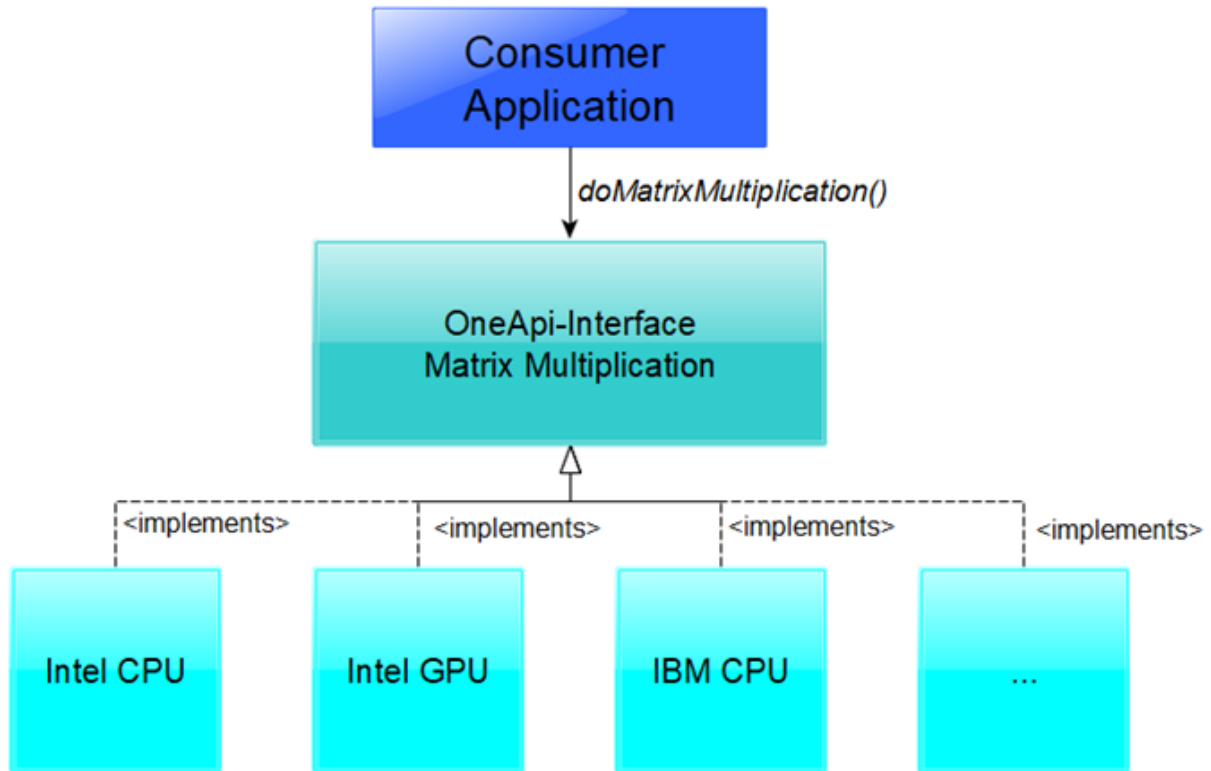 Consumer
Application
doMatrixMultiplication()
OneApi-Interface
Matrix Multiplication
<implements>
<implements>
<implements>
<implements>
Intel CPU
Intel GPU
IBM CPU
...